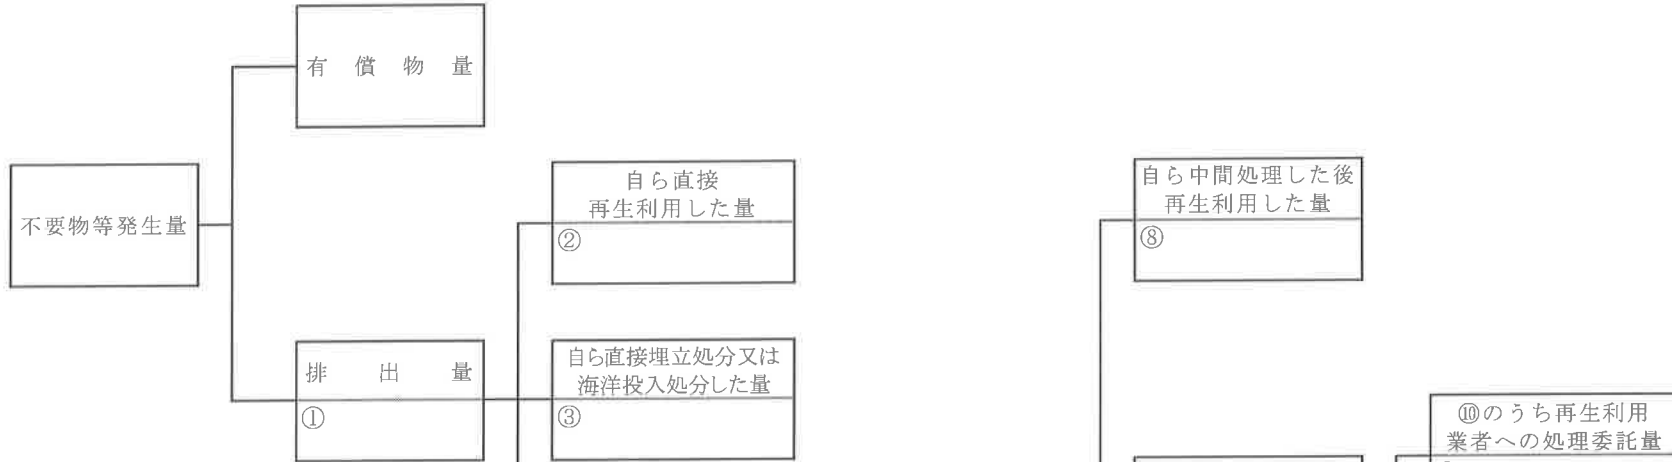 有償物量
不要物等発生量
排出量
①
自ら直接
再生利用した量
②
自ら直接埋立処分又は
海洋投入処分した量
③
自ら中間処理した後
再生利用した量
⑧
⑩のうち再生利用
業者への処理委託量